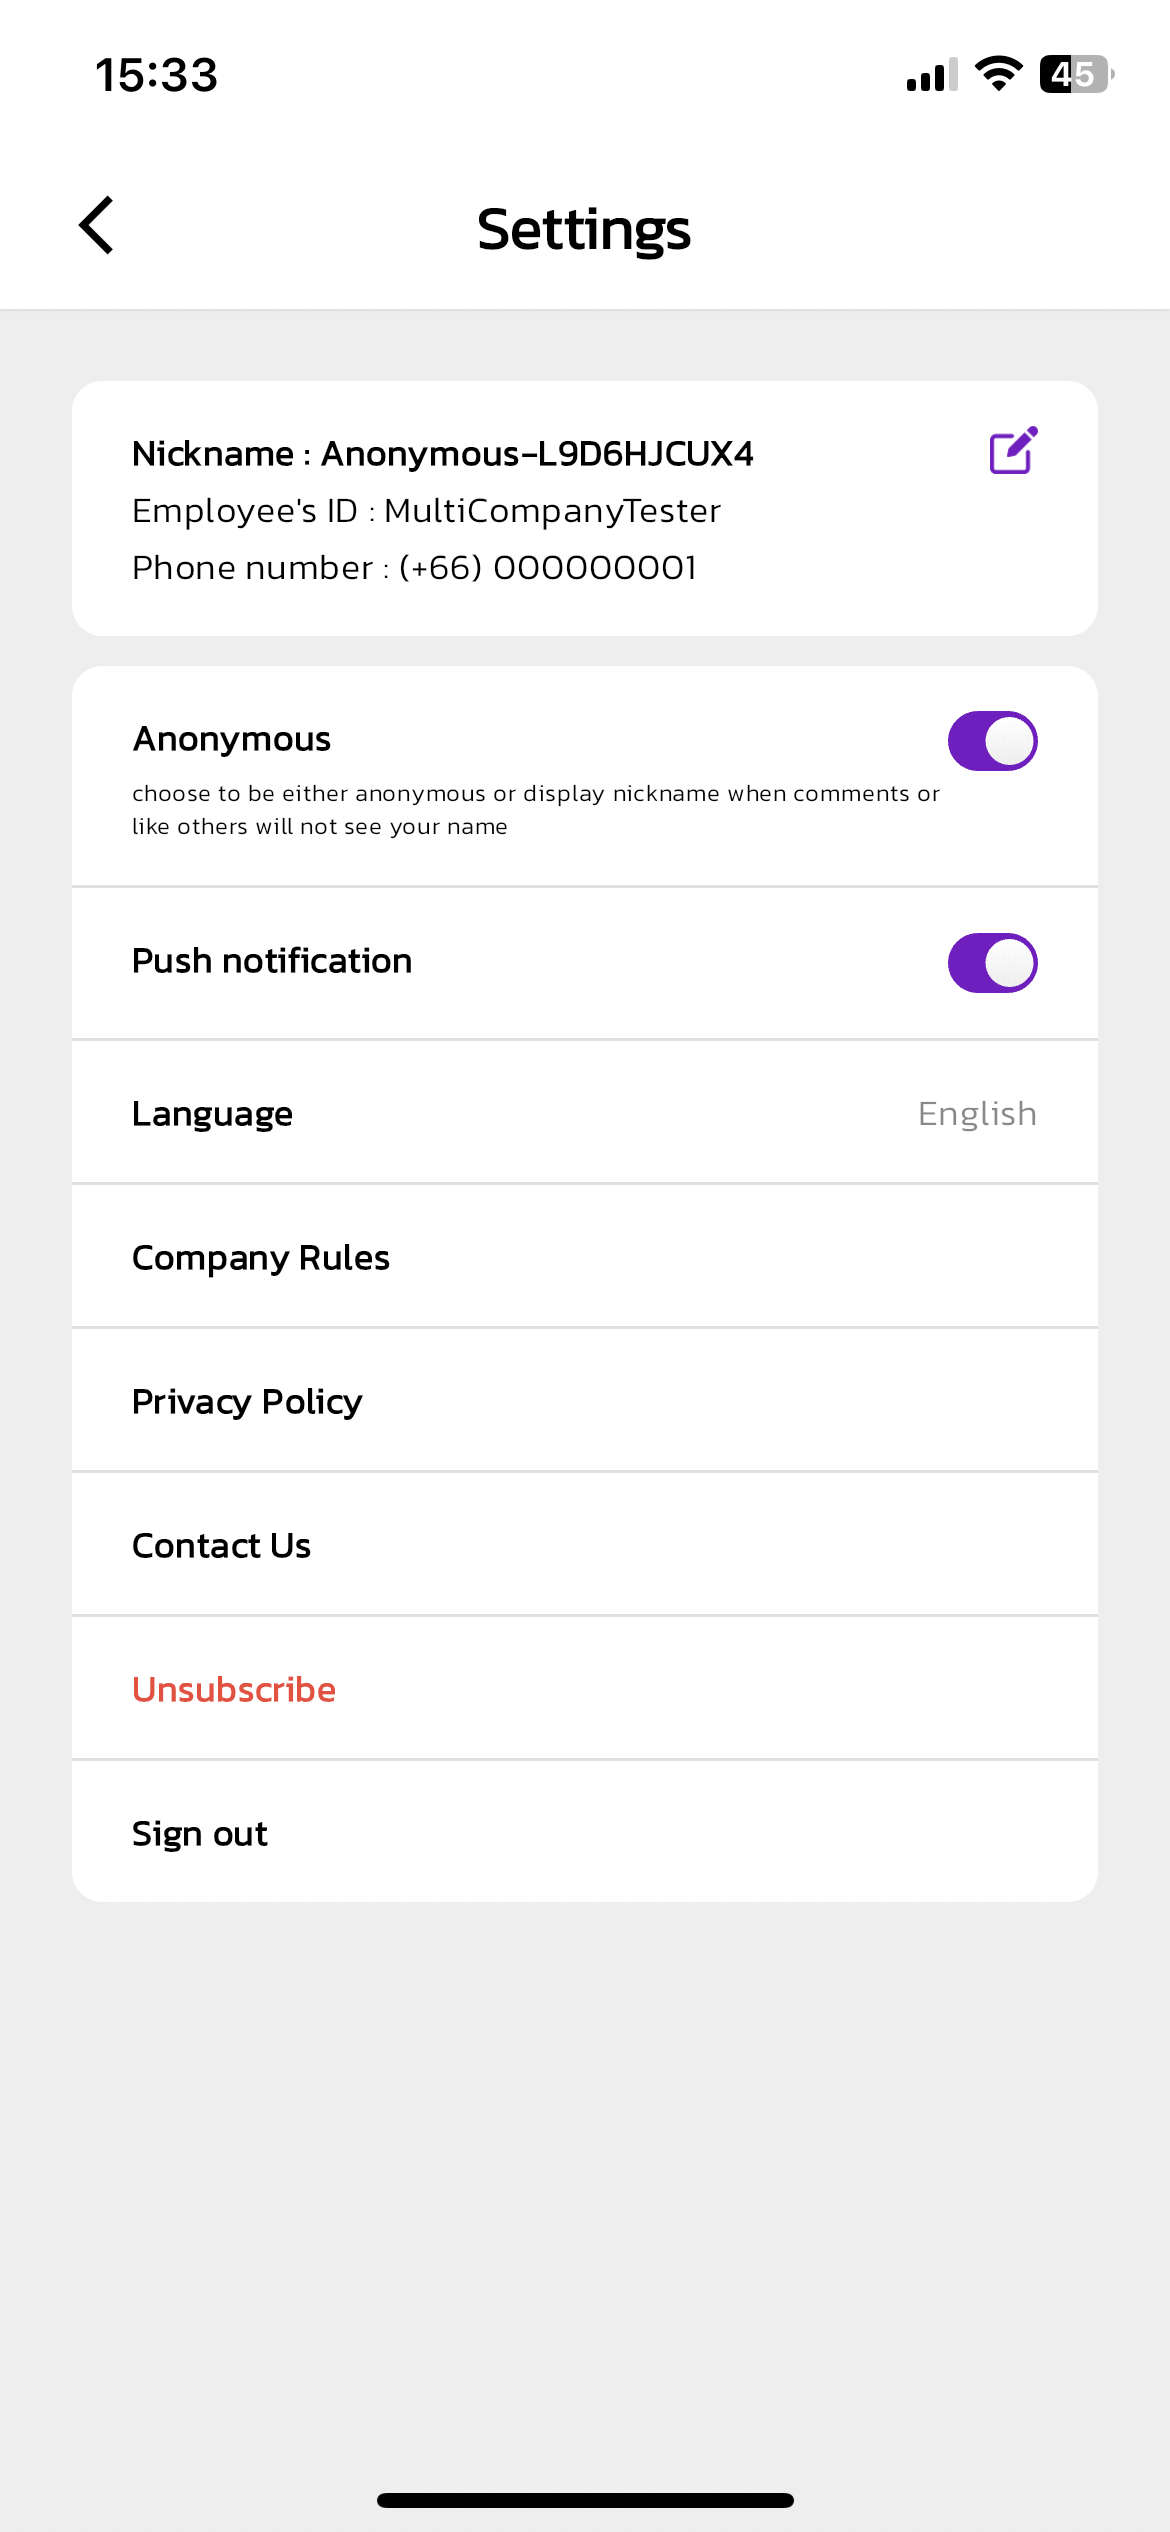 15:33
45
Settings
Nickname : Anonymous-L9D6HJCUX4
Employee's ID : MultiCompanyTester
Phone number : (+66) 000000001
Anonymous
choose to be either anonymous or display nickname when comments or
like others will not see your name
Push notification
Language English
Company Rules
Privacy Policy
Contact Us
Unsubscribe
Sign out